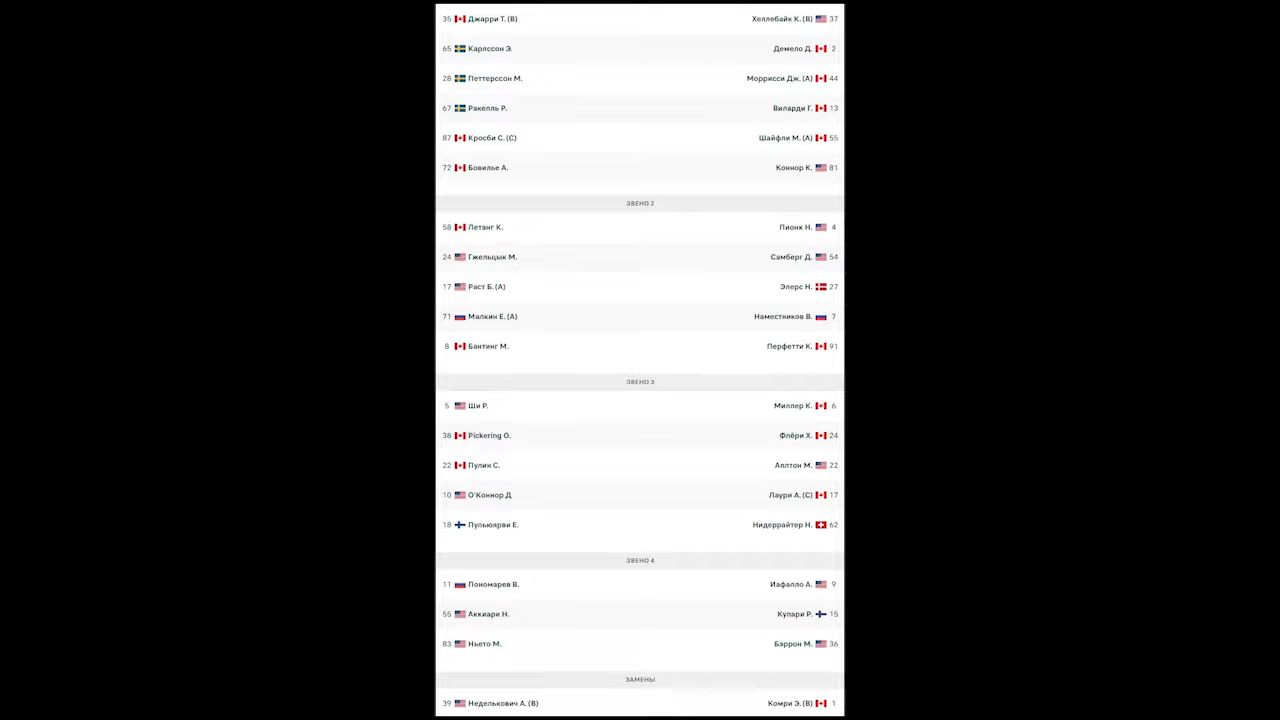 35 Джарри Т. (В) Хеллебайк К. (В) 37
65 Карлссон Э. Демело Д. 2
28 Петтерссон М. Моррисси Дж. (А) 44
67 Ракелль Р. Виларди Г. 13
87 Кросби С. (С) Шайфли М. (А) 55
72 Бовилье А. Коннор К. 81
ЗВЕНО 2
58 Летанг К. Пионк Н. 4
24 Гжельцык М. Самберг Д. 54
17 Раст Б. (А) Элерс Н. 27
71 Малкин Е. (А) Наместников В. 7
8 Бантинг М. Перфетти К. 91
ЗВЕНО 3
5 Ши Р. Миллер К. 6
38 Pickering O. Флёри Х. 24
22 Пулин С. Апптон М. 22
10 О'Коннор Д Лаури А. (С) 17
18 Пульюярви Е. Нидеррайтер Н. 62
ЗВЕНО 4
11 Пономарев В. Иафалло А. 9
55 Аккиари Н. Купари Р. 15
83 Ньето М. Бэррон М. 36
ЗАМЕНЫ
39 Неделькович А. (В) Комри Э. (В) 1